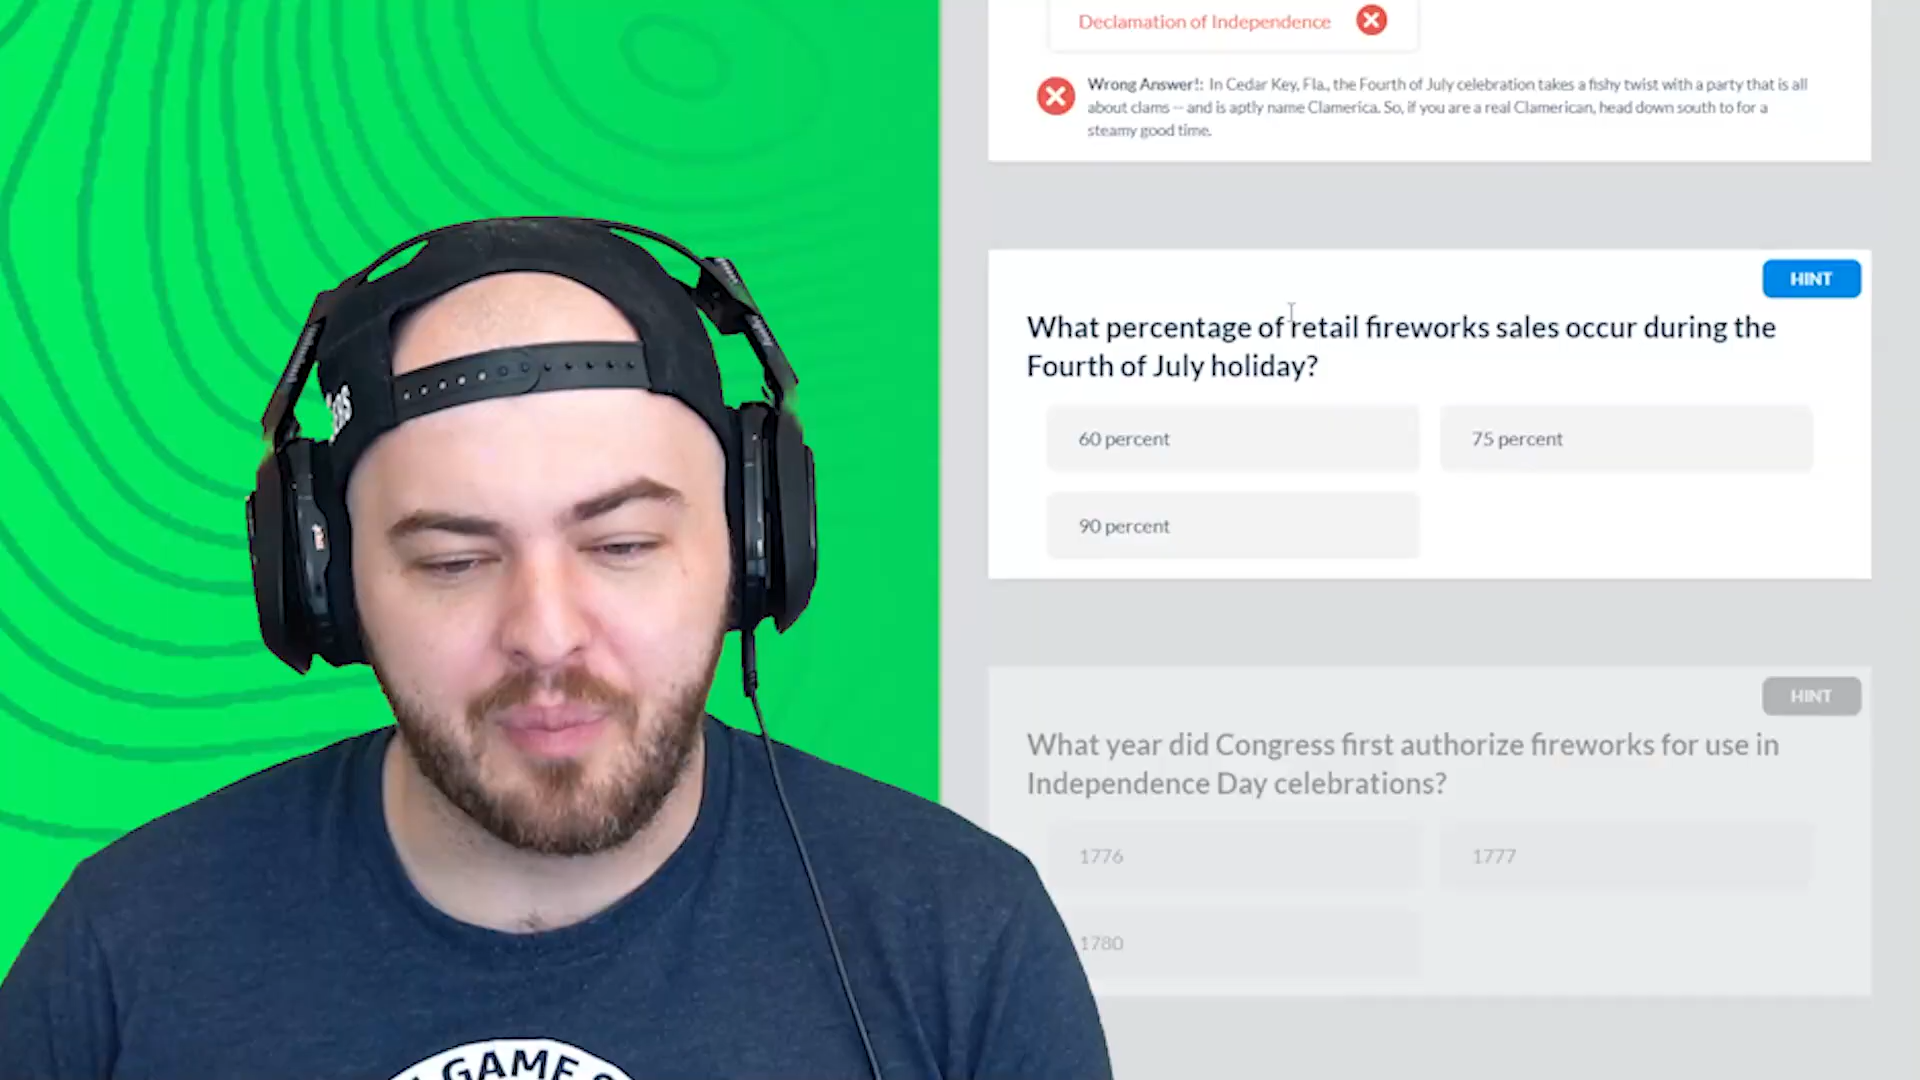 Declamation of Independence
Wrong Answer!: In Cedar Key, Fla., the Fourth of July celebration takes a fishy twist with a party that is all
about clams -- and is aptly name Clamerica. So, if you are a real Clamerican, head down south to for a
steamy good time.
HINT
What percentage of retail fireworks sales occur during the
Fourth of July holiday?
60 percent
75 percent
90 percent
HINT
What year did Congress first authorize fireworks for use in
Independence Day celebrations?
1776
1777
1780
GAME